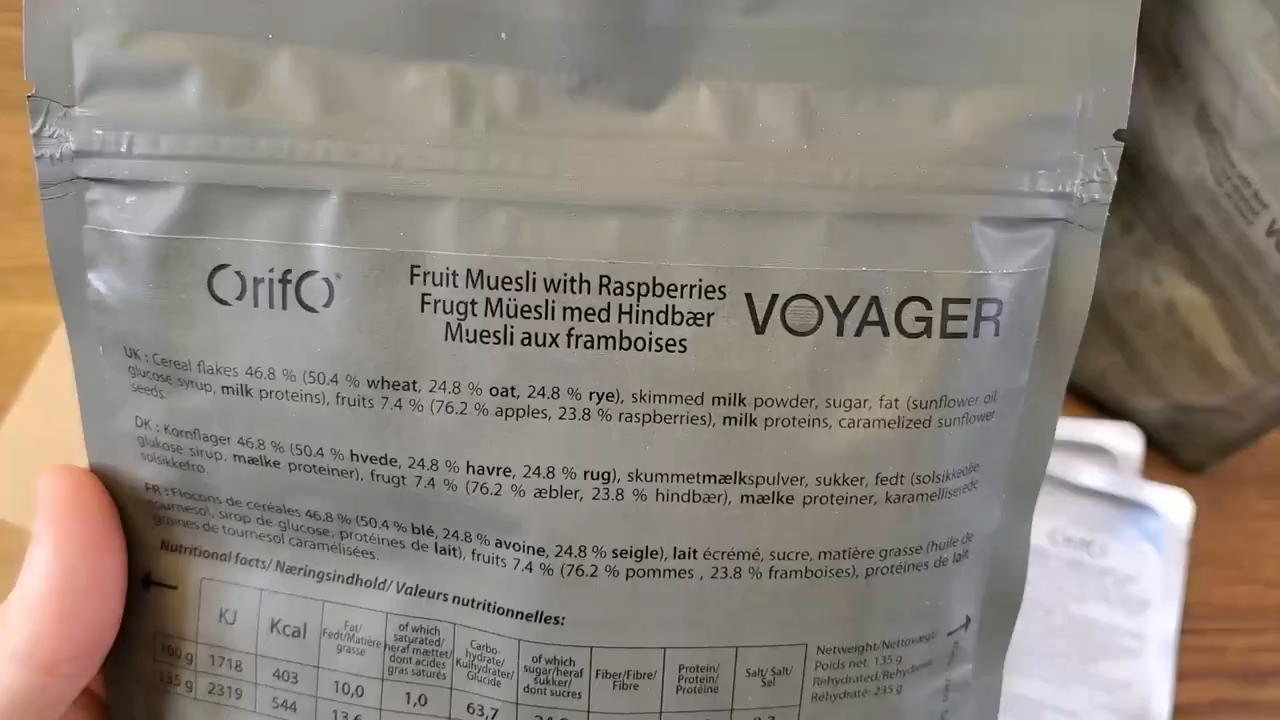 OrifO
Fruit Muesli with Raspberries
Frugt Müesli med Hindbær
Muesli aux framboises
VOYAGER
UK : Cereal flakes 46.8 % (50.4 % wheat, 24.8 % oat, 24.8 % rye), skimmed milk powder, sugar, fat (sunflower oil,
glucose syrup, milk proteins), fruits 7.4 % (76.2 % apples, 23.8 % raspberries), milk proteins, caramelized sunflower
seeds.
DK : Kornflager 46.8 % (50.4 % hvede, 24.8 % havre, 24.8 % rug), skummetmælkspulver, sukker, fedt (solsikkeolie,
glukose sirup, mælke proteiner), frugt 7.4 % (76.2 % æbler, 23.8 % hindbær), mælke proteiner, karamelliserede
solsikkefrø.
FR : Flocons de céréales 46.8 % (50.4 % blé, 24.8 % avoine, 24.8 % seigle), lait écrémé, sucre, matière grasse (huile de
tournesol, sirop de glucose, protéines de lait), fruits 7.4 % (76.2 % pommes , 23.8 % framboises), protéines de lait
graines de tournesol caramélisées.
Nutritional facts/ Næringsindhold/ Valeurs nutritionnelles:
KJ
Kcal
Fat/
Fedt/Matière
grasse
of which
saturated/
heraf mættet/
dont acides
gras saturés
Carbo-
hydrate/
Kulhydrater/
Glucide
of which
sugar/heraf
sukker/
dont sucres
Fiber/Fibre/
Fibre
Protein/
Protein/
Protéine
Salt/ Salt/
Sel
100 g 1718 403 10,0 1,0 63,7
135 g 2319 544 13,6
Netweight/Nettovægt/
Poids net: 135 g
Rehydrated/
Réhydraté: 235 g
OrifO